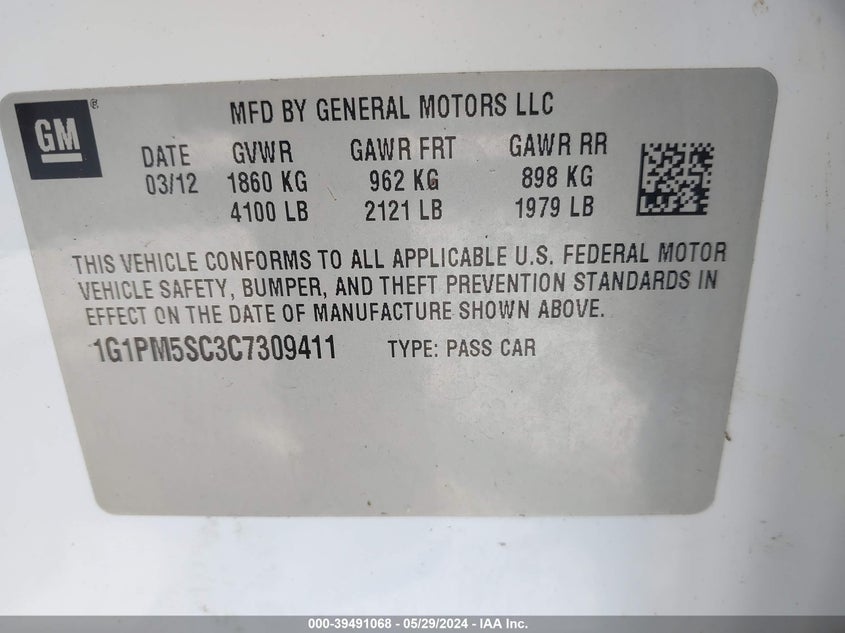 GM®
MFD BY GENERAL MOTORS LLC
DATE GVWR GAWR FRT GAWR RR
03/12 1860 KG 962 KG 898 KG
4100 LB 2121 LB 1979 LB
THIS VEHICLE CONFORMS TO ALL APPLICABLE U.S. FEDERAL MOTOR
VEHICLE SAFETY, BUMPER, AND THEFT PREVENTION STANDARDS IN
EFFECT ON THE DATE OF MANUFACTURE SHOWN ABOVE.
1G1PM5SC3C7309411 TYPE: PASS CAR
000-39491068 - 05/29/2024 - IAA Inc.